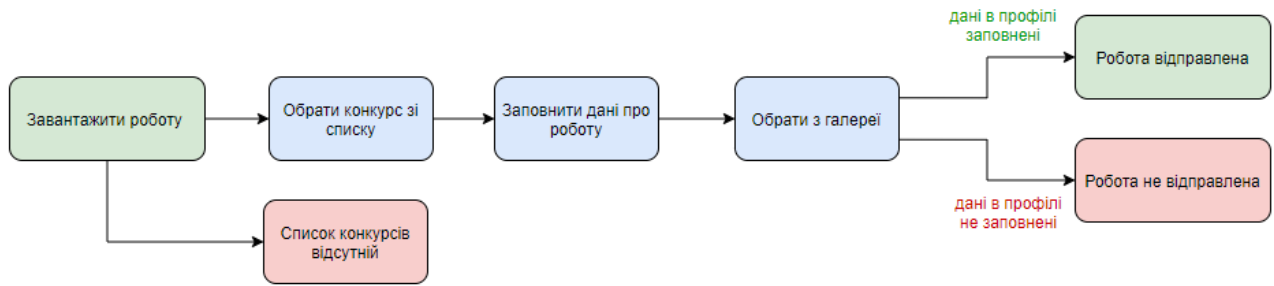 дані в профілі
заповнені
Робота відправлена
Завантажити роботу
Обрати конкурс зі
списку
Заповнити дані про
роботу
Обрати з галереї
Робота не відправлена
дані в профілі
не заповнені
Список конкурсів
відсутній